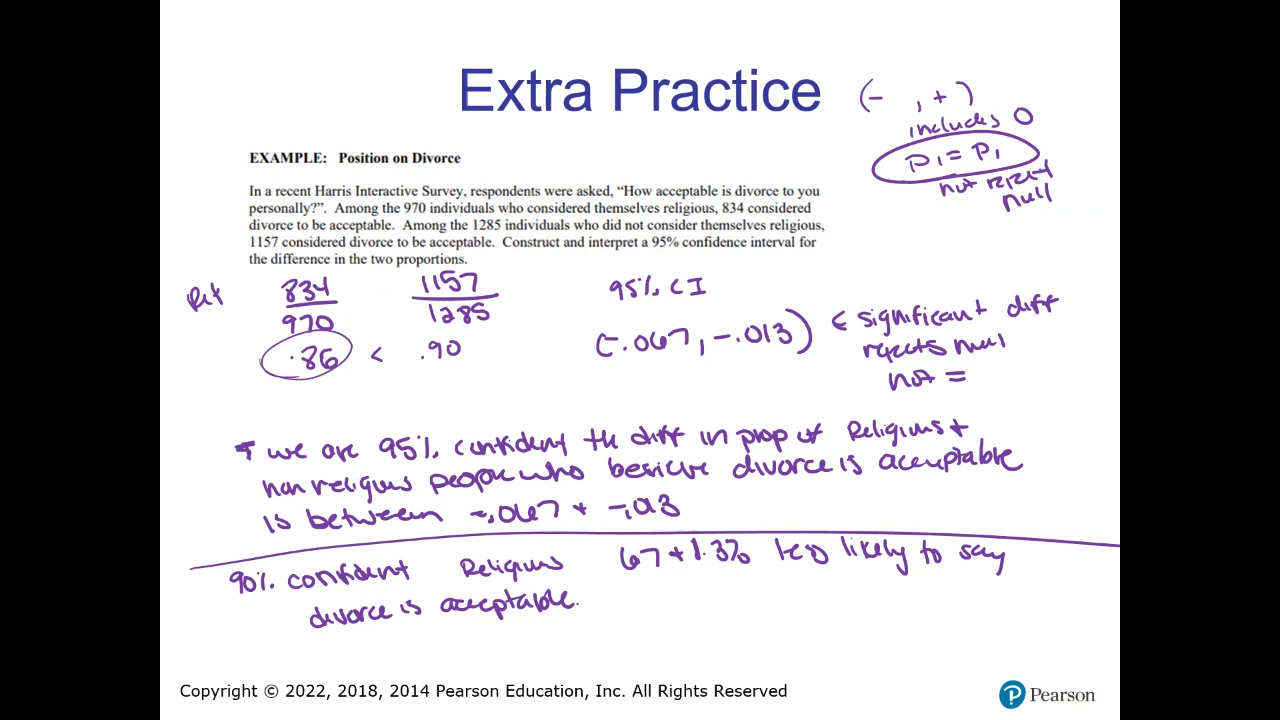 Extra Practice
(- , +)
includes 0
P1 = P1
not reject
null
EXAMPLE: Position on Divorce
In a recent Harris Interactive Survey, respondents were asked, “How acceptable is divorce to you
personally?”. Among the 970 individuals who considered themselves religious, 834 considered
divorce to be acceptable. Among the 1285 individuals who did not consider themselves religious,
1157 considered divorce to be acceptable. Construct and interpret a 95% confidence interval for
the difference in the two proportions.
834 1157 95% CI
970 1285
.86 < .90
(-.067, -.013) ← significant diff
rejects null
not =
* we are 95% confident the diff in prop of Religious +
non religious people who believe divorce is acceptable
is between -.067 + -.013
90% confident Religious 67 + 1.3% less likely to say
divorce is acceptable.
Copyright © 2022, 2018, 2014 Pearson Education, Inc. All Rights Reserved
P Pearson